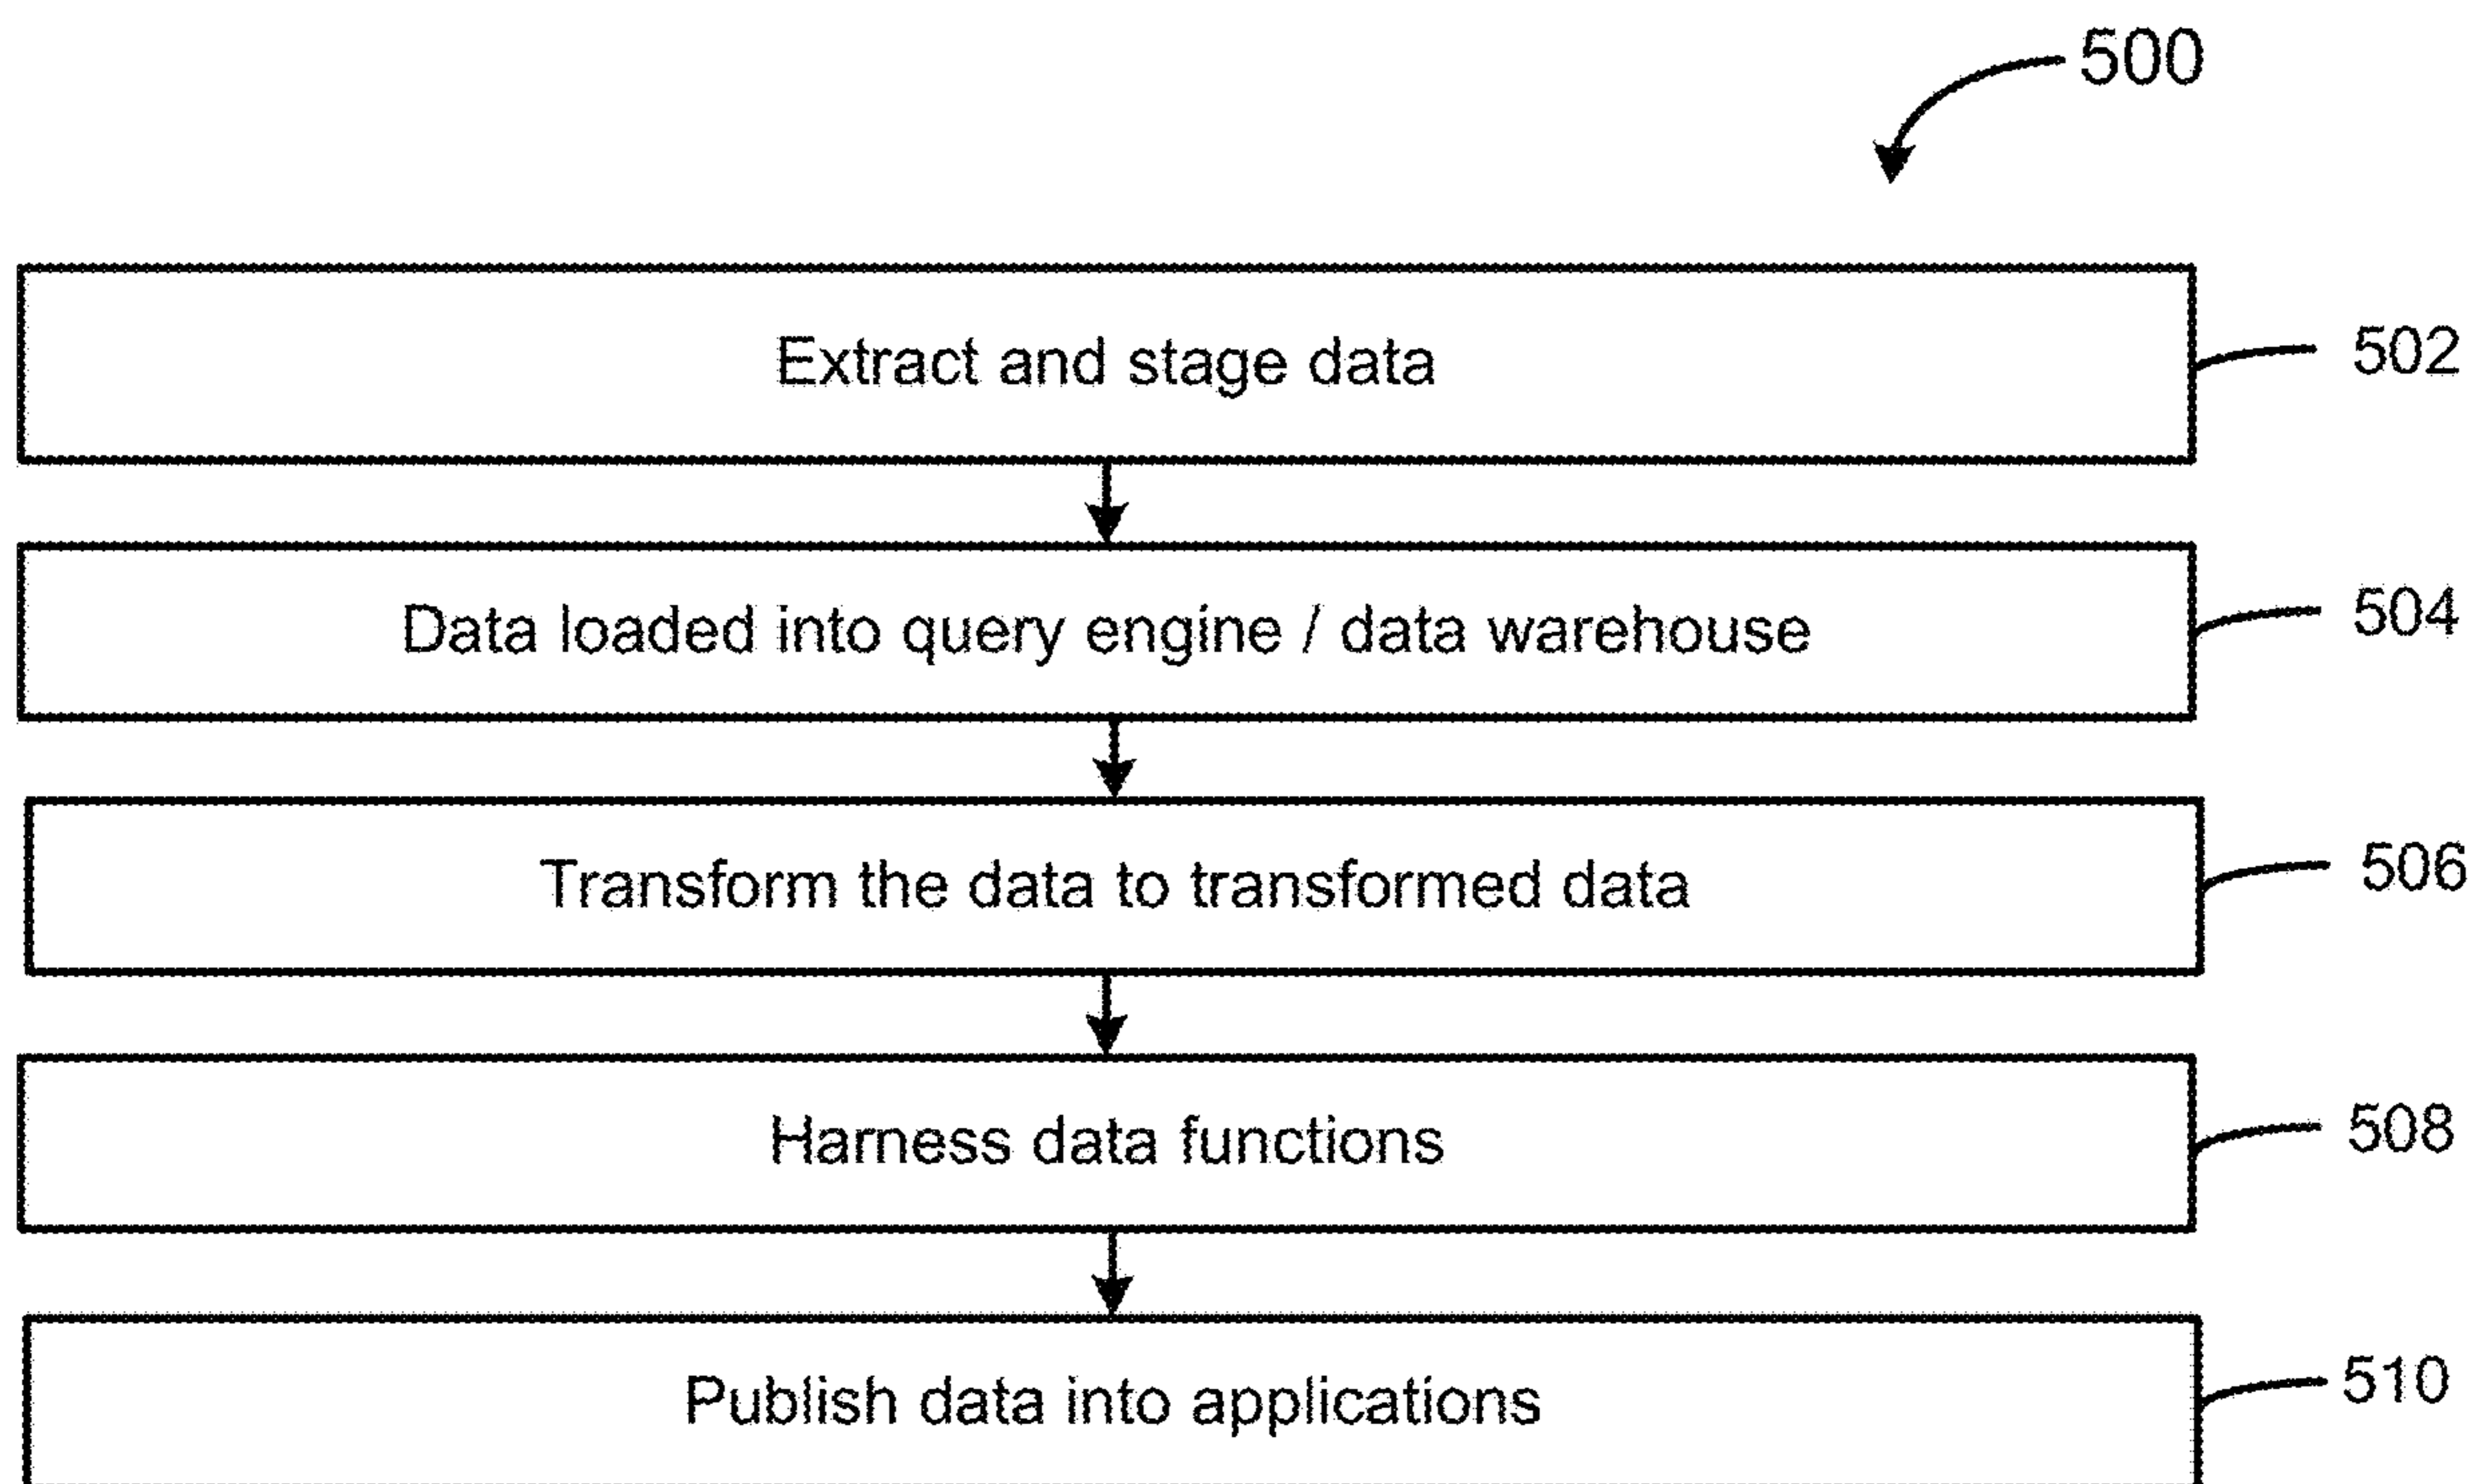 500
Extract and stage data
502
Data loaded into query engine / data warehouse
504
Transform the data to transformed data
506
Harness data functions
508
Publish data into applications
510